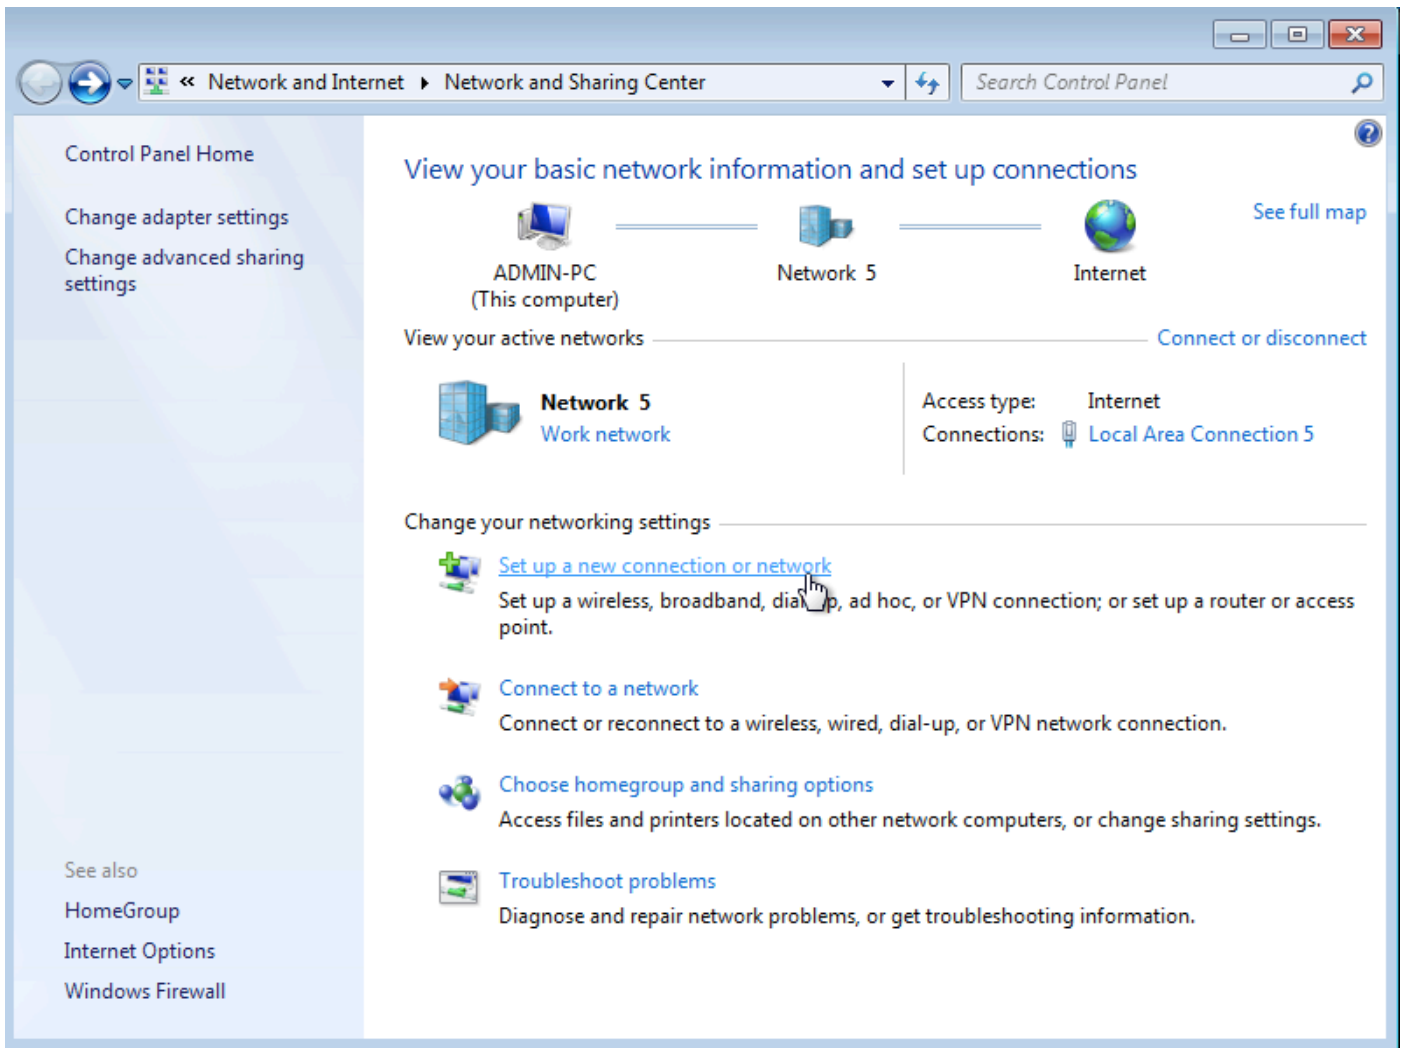 « Network and Internet ▸ Network and Sharing Center
Search Control Panel
Control Panel Home
Change adapter settings
Change advanced sharing
settings
View your basic network information and set up connections
See full map
ADMIN-PC
(This computer)
Network 5
Internet
View your active networks
Connect or disconnect
Network 5
Work network
Access type: Internet
Connections: Local Area Connection 5
Change your networking settings
Set up a new connection or network
Set up a wireless, broadband, dial-up, ad hoc, or VPN connection; or set up a router or access
point.
Connect to a network
Connect or reconnect to a wireless, wired, dial-up, or VPN network connection.
Choose homegroup and sharing options
Access files and printers located on other network computers, or change sharing settings.
Troubleshoot problems
Diagnose and repair network problems, or get troubleshooting information.
See also
HomeGroup
Internet Options
Windows Firewall